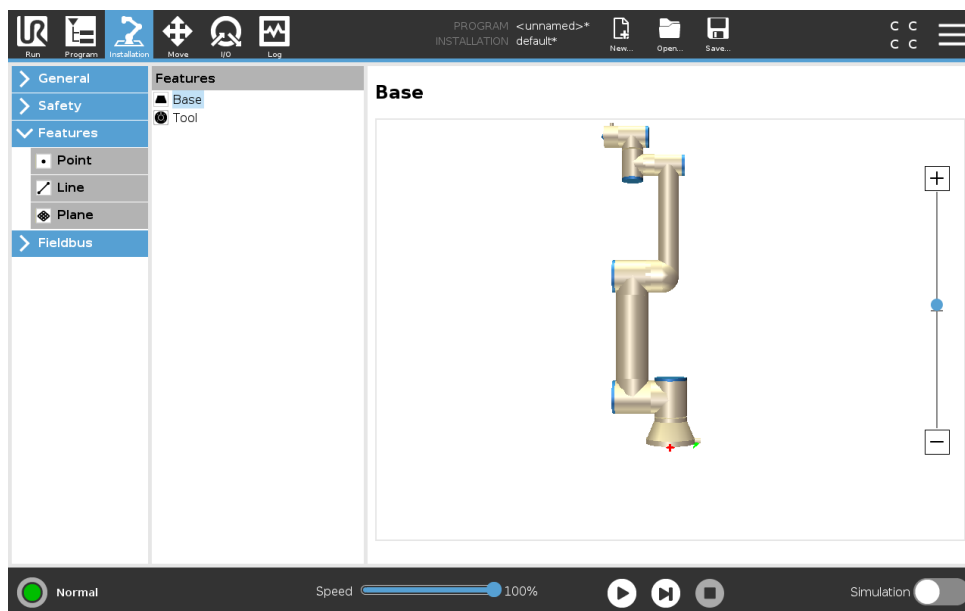 UR
Run
Program
Installation
Move
I/O
Log
PROGRAM <unnamed>*
INSTALLATION default*
New...
Open...
Save...
C C
C C
General
Safety
Features
Point
Line
Plane
Fieldbus
Features
Base
Tool
Base
Normal
Speed
100%
Simulation